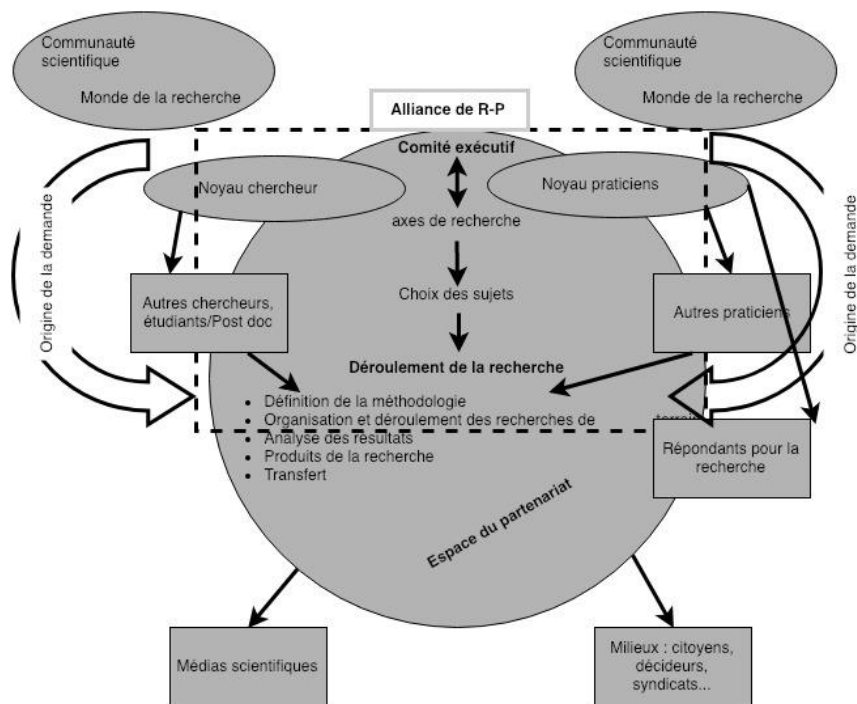 Communauté
scientifique
Monde de la recherche
Communauté
scientifique
Monde de la recherche
Alliance de R-P
Comité exécutif
Noyau chercheur
Noyau praticiens
axes de recherche
Origine de la demande
Origine de la demande
Autres chercheurs,
étudiants/Post doc
Choix des sujets
Autres praticiens
Déroulement de la recherche
• Définition de la méthodologie
• Organisation et déroulement des recherches de terrain
• Analyse des résultats
• Produits de la recherche
• Transfert
Répondants pour la
recherche
Espace du partenariat
Médias scientifiques
Milieux : citoyens,
décideurs,
syndicats...